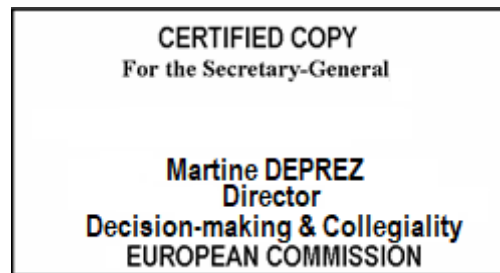 CERTIFIED COPY
For the Secretary-General
Martine DEPREZ
Director
Decision-making & Collegiality
EUROPEAN COMMISSION